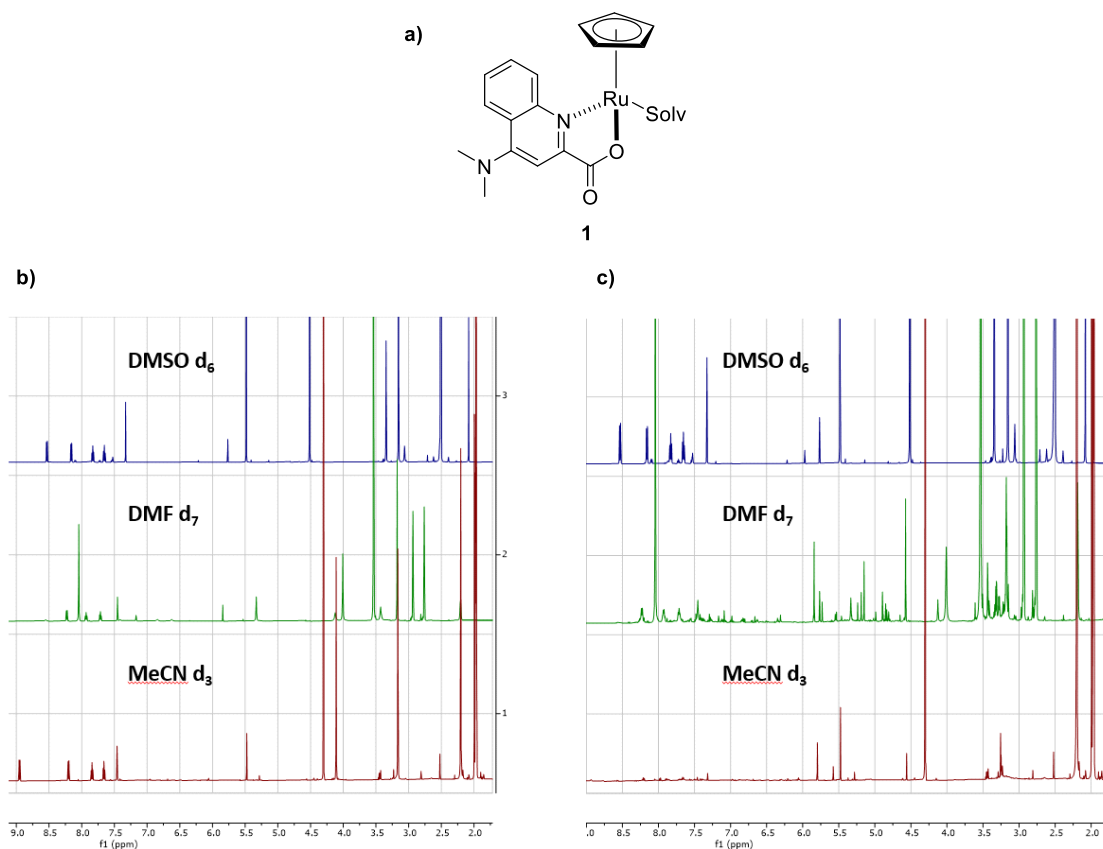 a)
Ru
Solv
N
O
N
O
1
b)
c)
DMSO d6
DMSO d6
3
DMF d7
DMF d7
2
MeCN d3
MeCN d3
1
9.0 8.5 8.0 7.5 7.0 6.5 6.0 5.5 5.0 4.5 4.0 3.5 3.0 2.5 2.0
f1 (ppm)
.0 8.5 8.0 7.5 7.0 6.5 6.0 5.5 5.0 4.5 4.0 3.5 3.0 2.5 2.0
f1 (ppm)